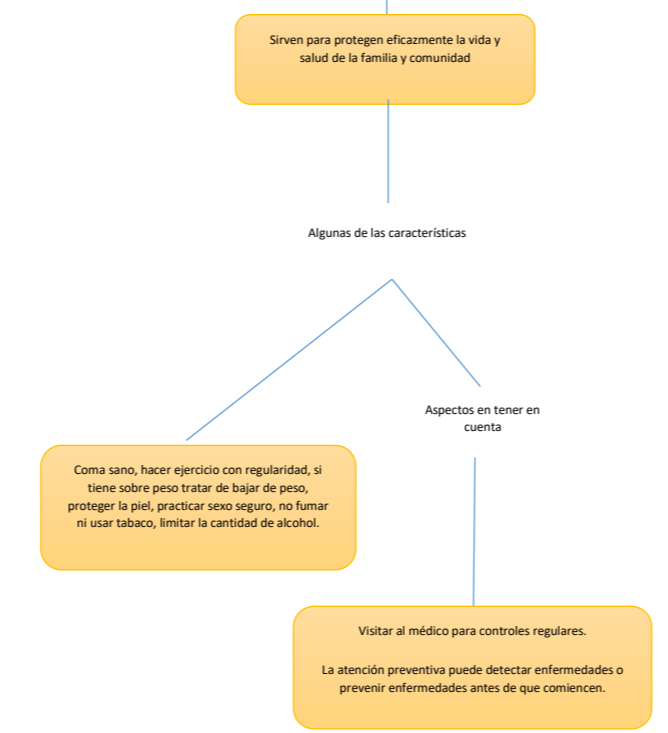 Sirven para protegen eficazmente la vida y
salud de la familia y comunidad
Algunas de las características
Aspectos en tener en
cuenta
Coma sano, hacer ejercicio con regularidad, si
tiene sobre peso tratar de bajar de peso,
proteger la piel, practicar sexo seguro, no fumar
ni usar tabaco, limitar la cantidad de alcohol.
Visitar al médico para controles regulares.
La atención preventiva puede detectar enfermedades o
prevenir enfermedades antes de que comiencen.